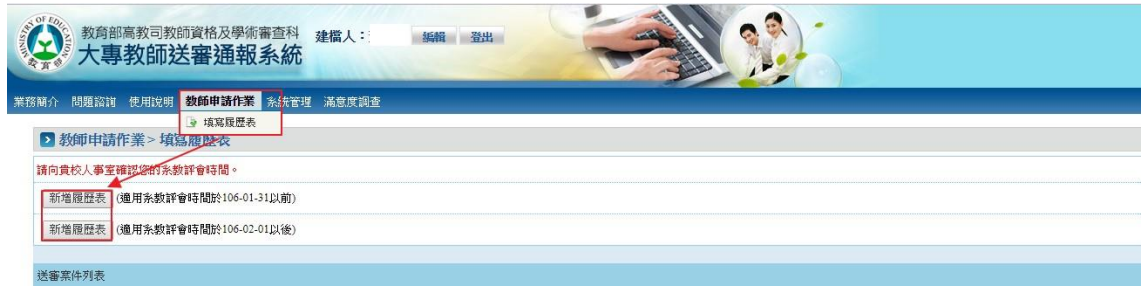 MINISTRY OF EDUCATION
教育部
教育部高教司教師資格及學術審查科 建檔人： 編輯 登出
大專教師送審通報系統
業務簡介 問題諮詢 使用說明 教師申請作業 系統管理 滿意度調查
填寫履歷表
教師申請作業 > 填寫履歷表
請向貴校人事室確認您的系教評會時間。
新增履歷表 (適用系教評會時間於106-01-31以前)
新增履歷表 (適用系教評會時間於106-02-01以後)
送審案件列表